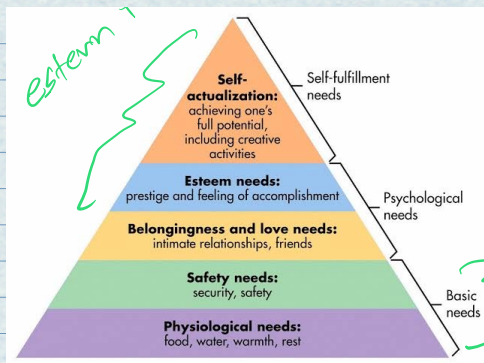 estern
Self-
actualization:
achieving one's
full potential,
including creative
activities
Self-fulfillment
needs
Esteem needs:
prestige and feeling of accomplishment
Psychological
needs
Belongingness and love needs:
intimate relationships, friends
Safety needs:
security, safety
Basic
needs
Physiological needs:
food, water, warmth, rest